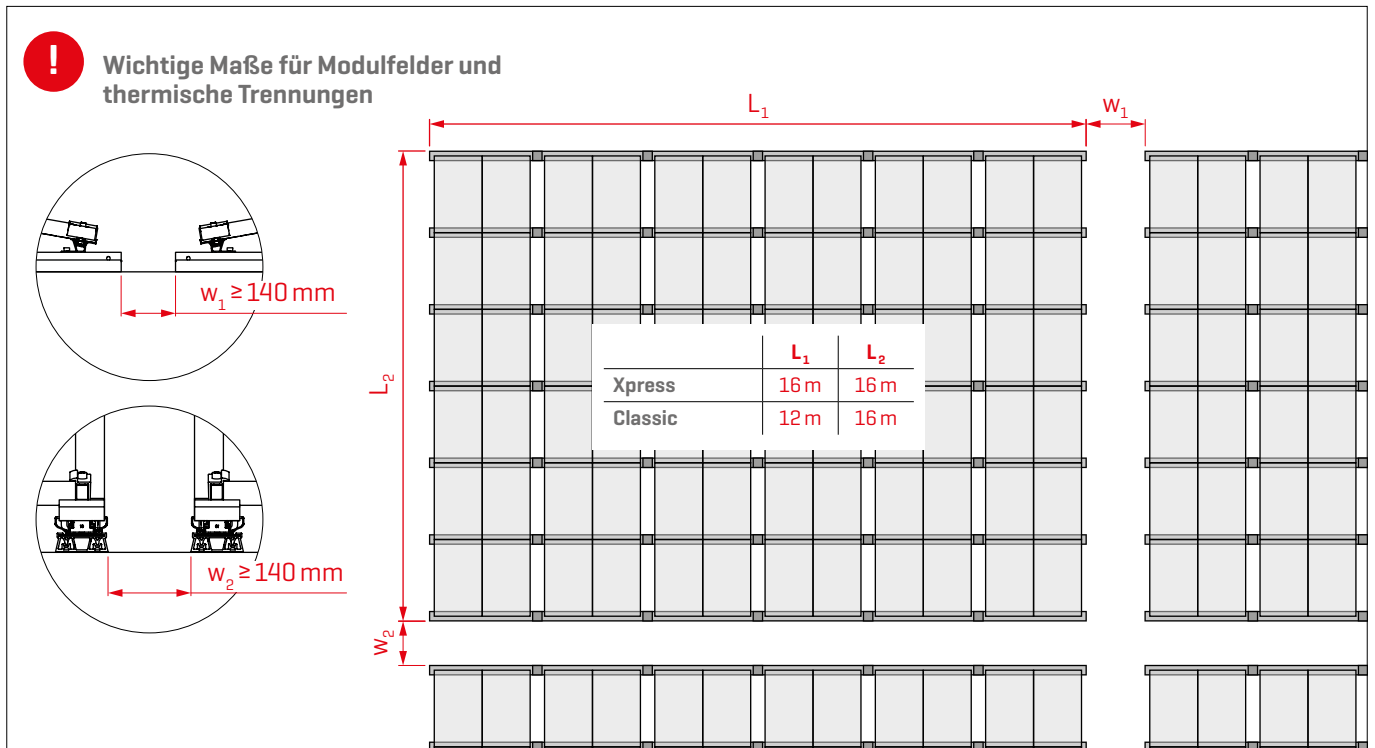 !
Wichtige Maße für Modulfelder und
thermische Trennungen
L₁
w₁
w₁ ≥ 140 mm
L₂
L₁ L₂
Xpress 16 m 16 m
Classic 12 m 16 m
w₂ ≥ 140 mm
w₂